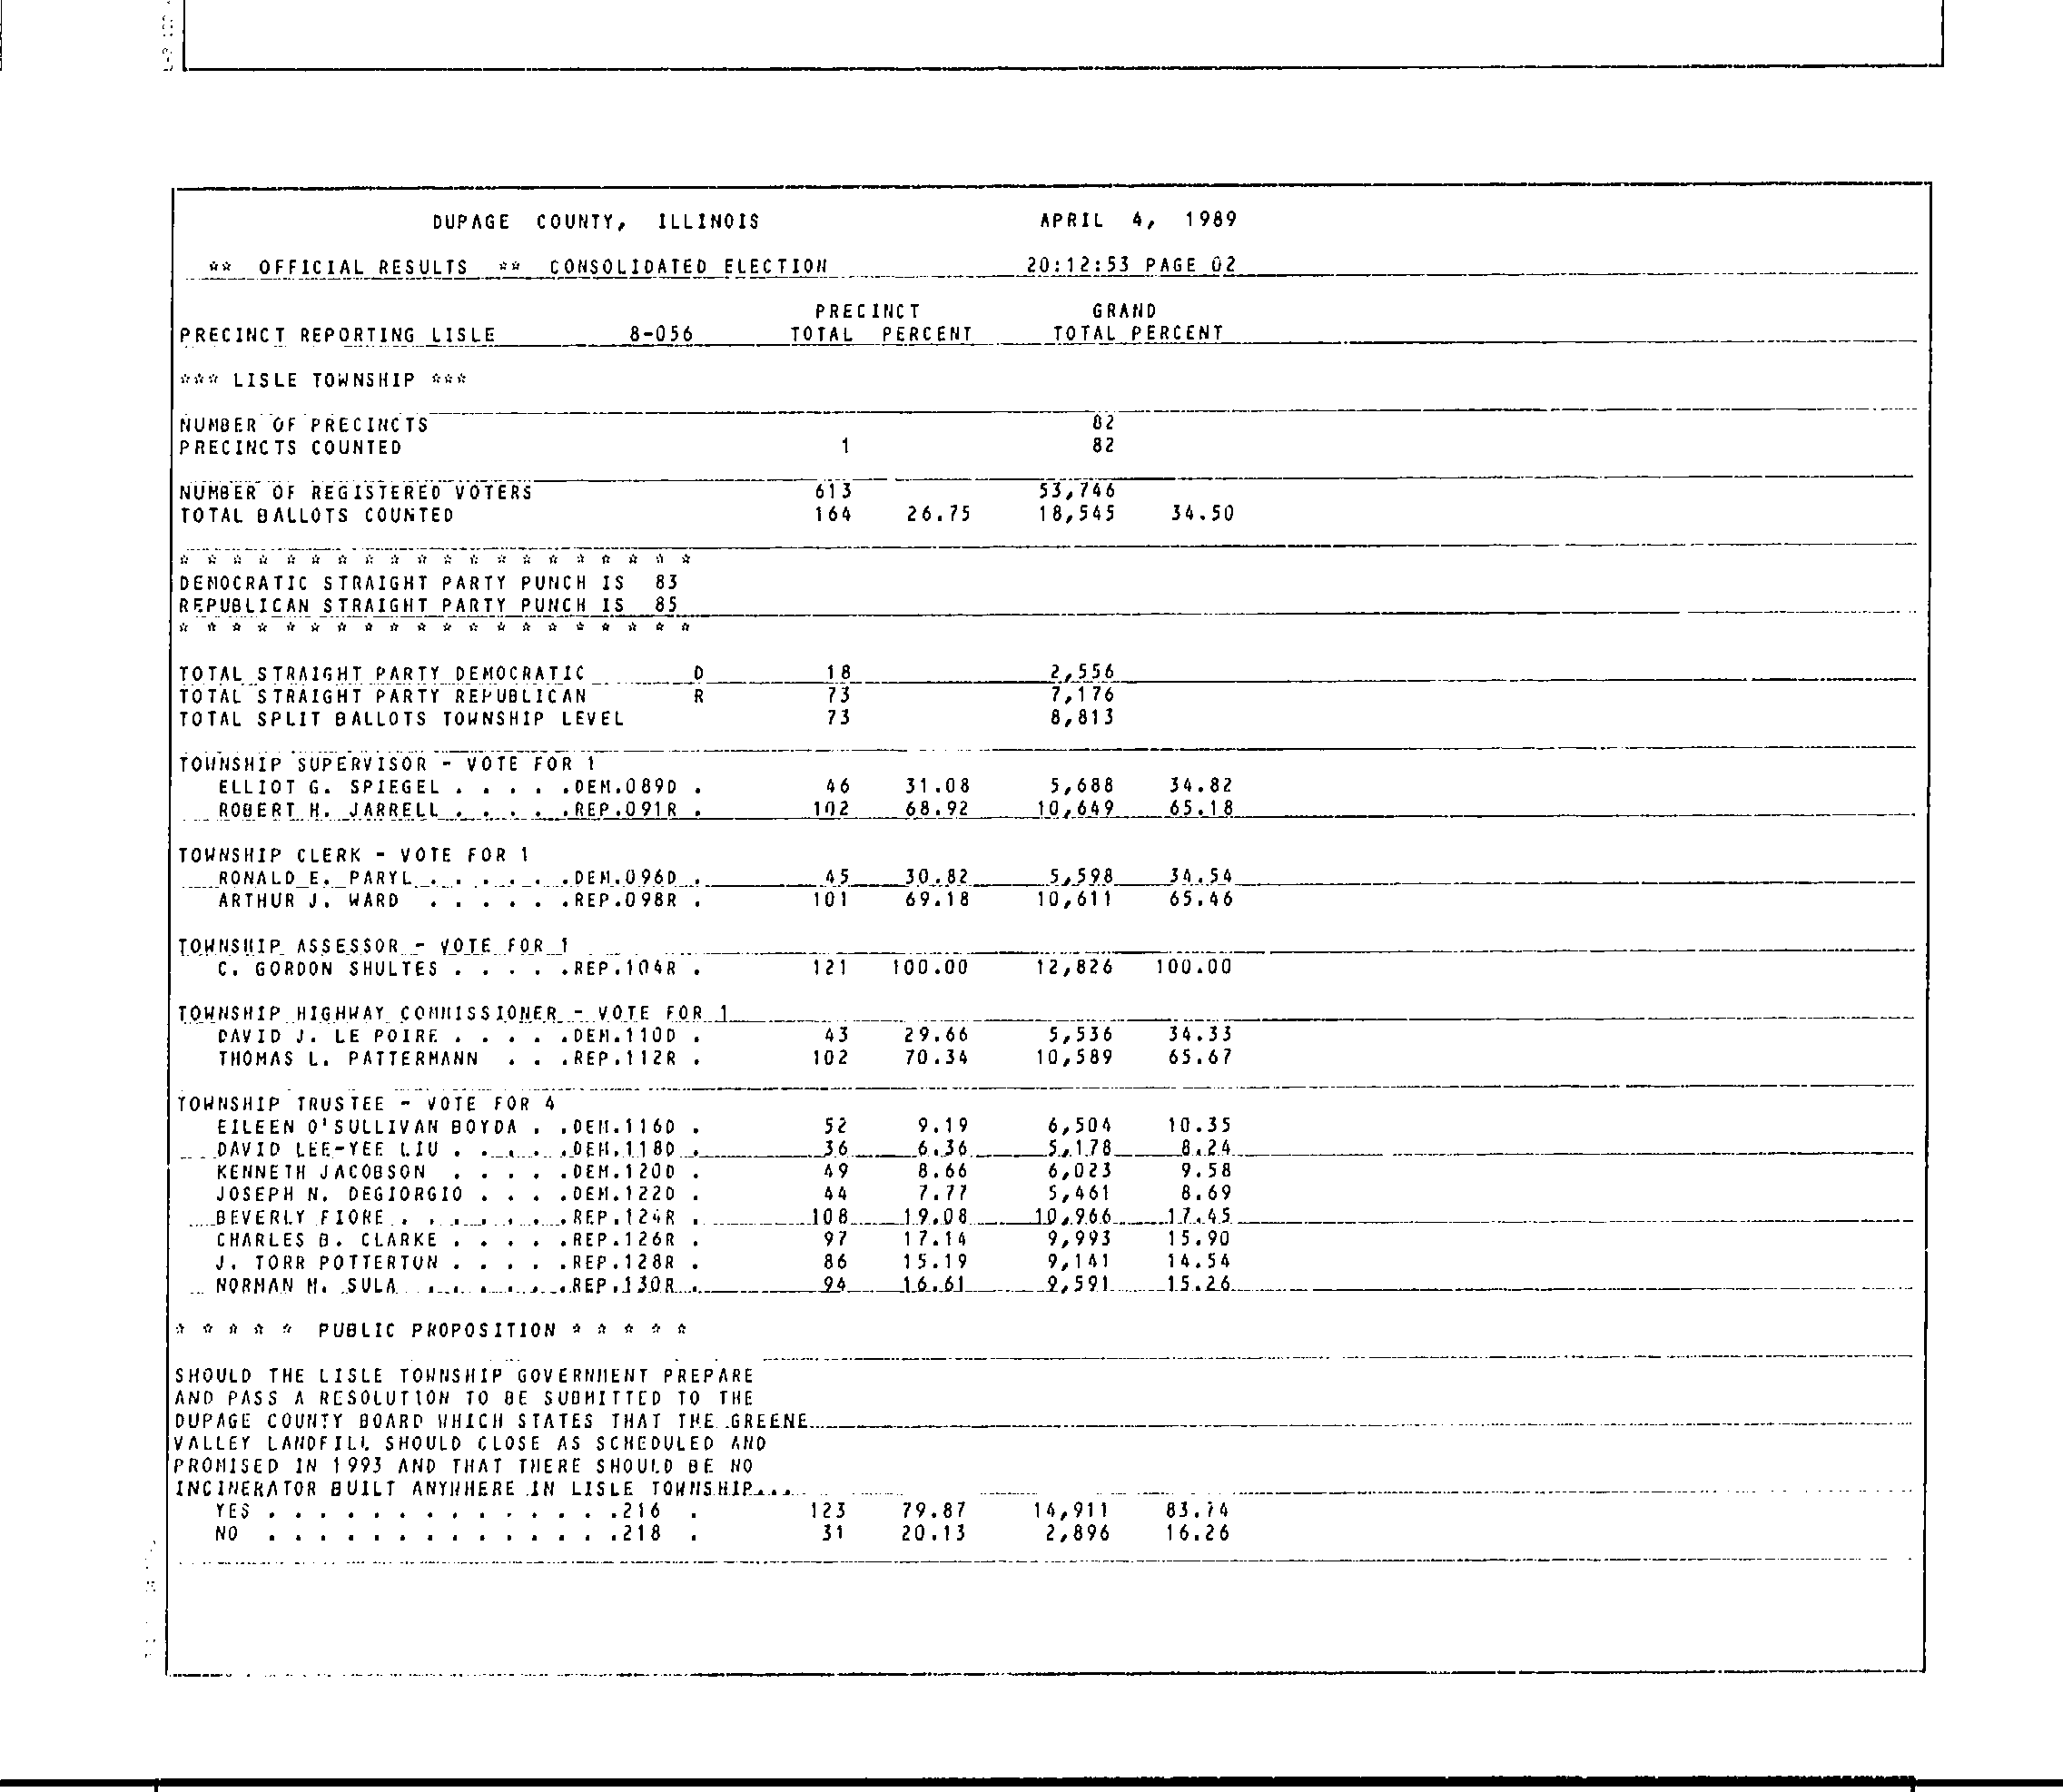 DUPAGE COUNTY, ILLINOIS APRIL 4, 1989
** OFFICIAL RESULTS ** CONSOLIDATED ELECTION 20:12:53 PAGE 02
PRECINCT GRAND
PRECINCT REPORTING LISLE 8-056 TOTAL PERCENT TOTAL PERCENT
*** LISLE TOWNSHIP ***
NUMBER OF PRECINCTS 82
PRECINCTS COUNTED 1 82
NUMBER OF REGISTERED VOTERS 613 53,746
TOTAL BALLOTS COUNTED 164 26.75 18,545 34.50
* * * * * * * * * * * * * * * * * * * *
DEMOCRATIC STRAIGHT PARTY PUNCH IS 83
REPUBLICAN STRAIGHT PARTY PUNCH IS 85
* * * * * * * * * * * * * * * * * * * *
TOTAL STRAIGHT PARTY DEMOCRATIC D 18 2,556
TOTAL STRAIGHT PARTY REPUBLICAN R 73 7,176
TOTAL SPLIT BALLOTS TOWNSHIP LEVEL 73 8,813
TOWNSHIP SUPERVISOR - VOTE FOR 1
ELLIOT G. SPIEGEL . . . . .DEM.089D . 46 31.08 5,688 34.82
ROBERT H. JARRELL . . . . .REP.091R . 102 68.92 10,649 65.18
TOWNSHIP CLERK - VOTE FOR 1
RONALD E. PARYL . . . . . .DEM.096D . 45 30.82 5,598 34.54
ARTHUR J. WARD . . . . . .REP.098R . 101 69.18 10,611 65.46
TOWNSHIP ASSESSOR - VOTE FOR 1
C. GORDON SHULTES . . . . .REP.104R . 121 100.00 12,826 100.00
TOWNSHIP HIGHWAY COMMISSIONER - VOTE FOR 1
DAVID J. LE POIRE . . . . .DEM.110D . 43 29.66 5,536 34.33
THOMAS L. PATTERMANN . . .REP.112R . 102 70.34 10,589 65.67
TOWNSHIP TRUSTEE - VOTE FOR 4
EILEEN O'SULLIVAN BOYDA . .DEM.116D . 52 9.19 6,504 10.35
DAVID LEE-YEE LIU . . . . .DEM.118D . 36 6.36 5,178 8.24
KENNETH JACOBSON . . . . .DEM.120D . 49 8.66 6,023 9.58
JOSEPH N. DEGIORGIO . . . .DEM.122D . 44 7.77 5,461 8.69
BEVERLY FIORE . . . . . . .REP.124R . 108 19.08 10,966 17.45
CHARLES B. CLARKE . . . . .REP.126R . 97 17.14 9,993 15.90
J. TORR POTTERTON . . . . .REP.128R . 86 15.19 9,141 14.54
NORMAN M. SULA . . . . . .REP.130R . 94 16.61 9,591 15.26
* * * * * PUBLIC PROPOSITION * * * * *
SHOULD THE LISLE TOWNSHIP GOVERNMENT PREPARE
AND PASS A RESOLUTION TO BE SUBMITTED TO THE
DUPAGE COUNTY BOARD WHICH STATES THAT THE GREENE
VALLEY LANDFILL SHOULD CLOSE AS SCHEDULED AND
PROMISED IN 1993 AND THAT THERE SHOULD BE NO
INCINERATOR BUILT ANYWHERE IN LISLE TOWNSHIP...
YES . . . . . . . . . . . . . .216 . 123 79.87 14,911 83.74
NO . . . . . . . . . . . . . .218 . 31 20.13 2,896 16.26